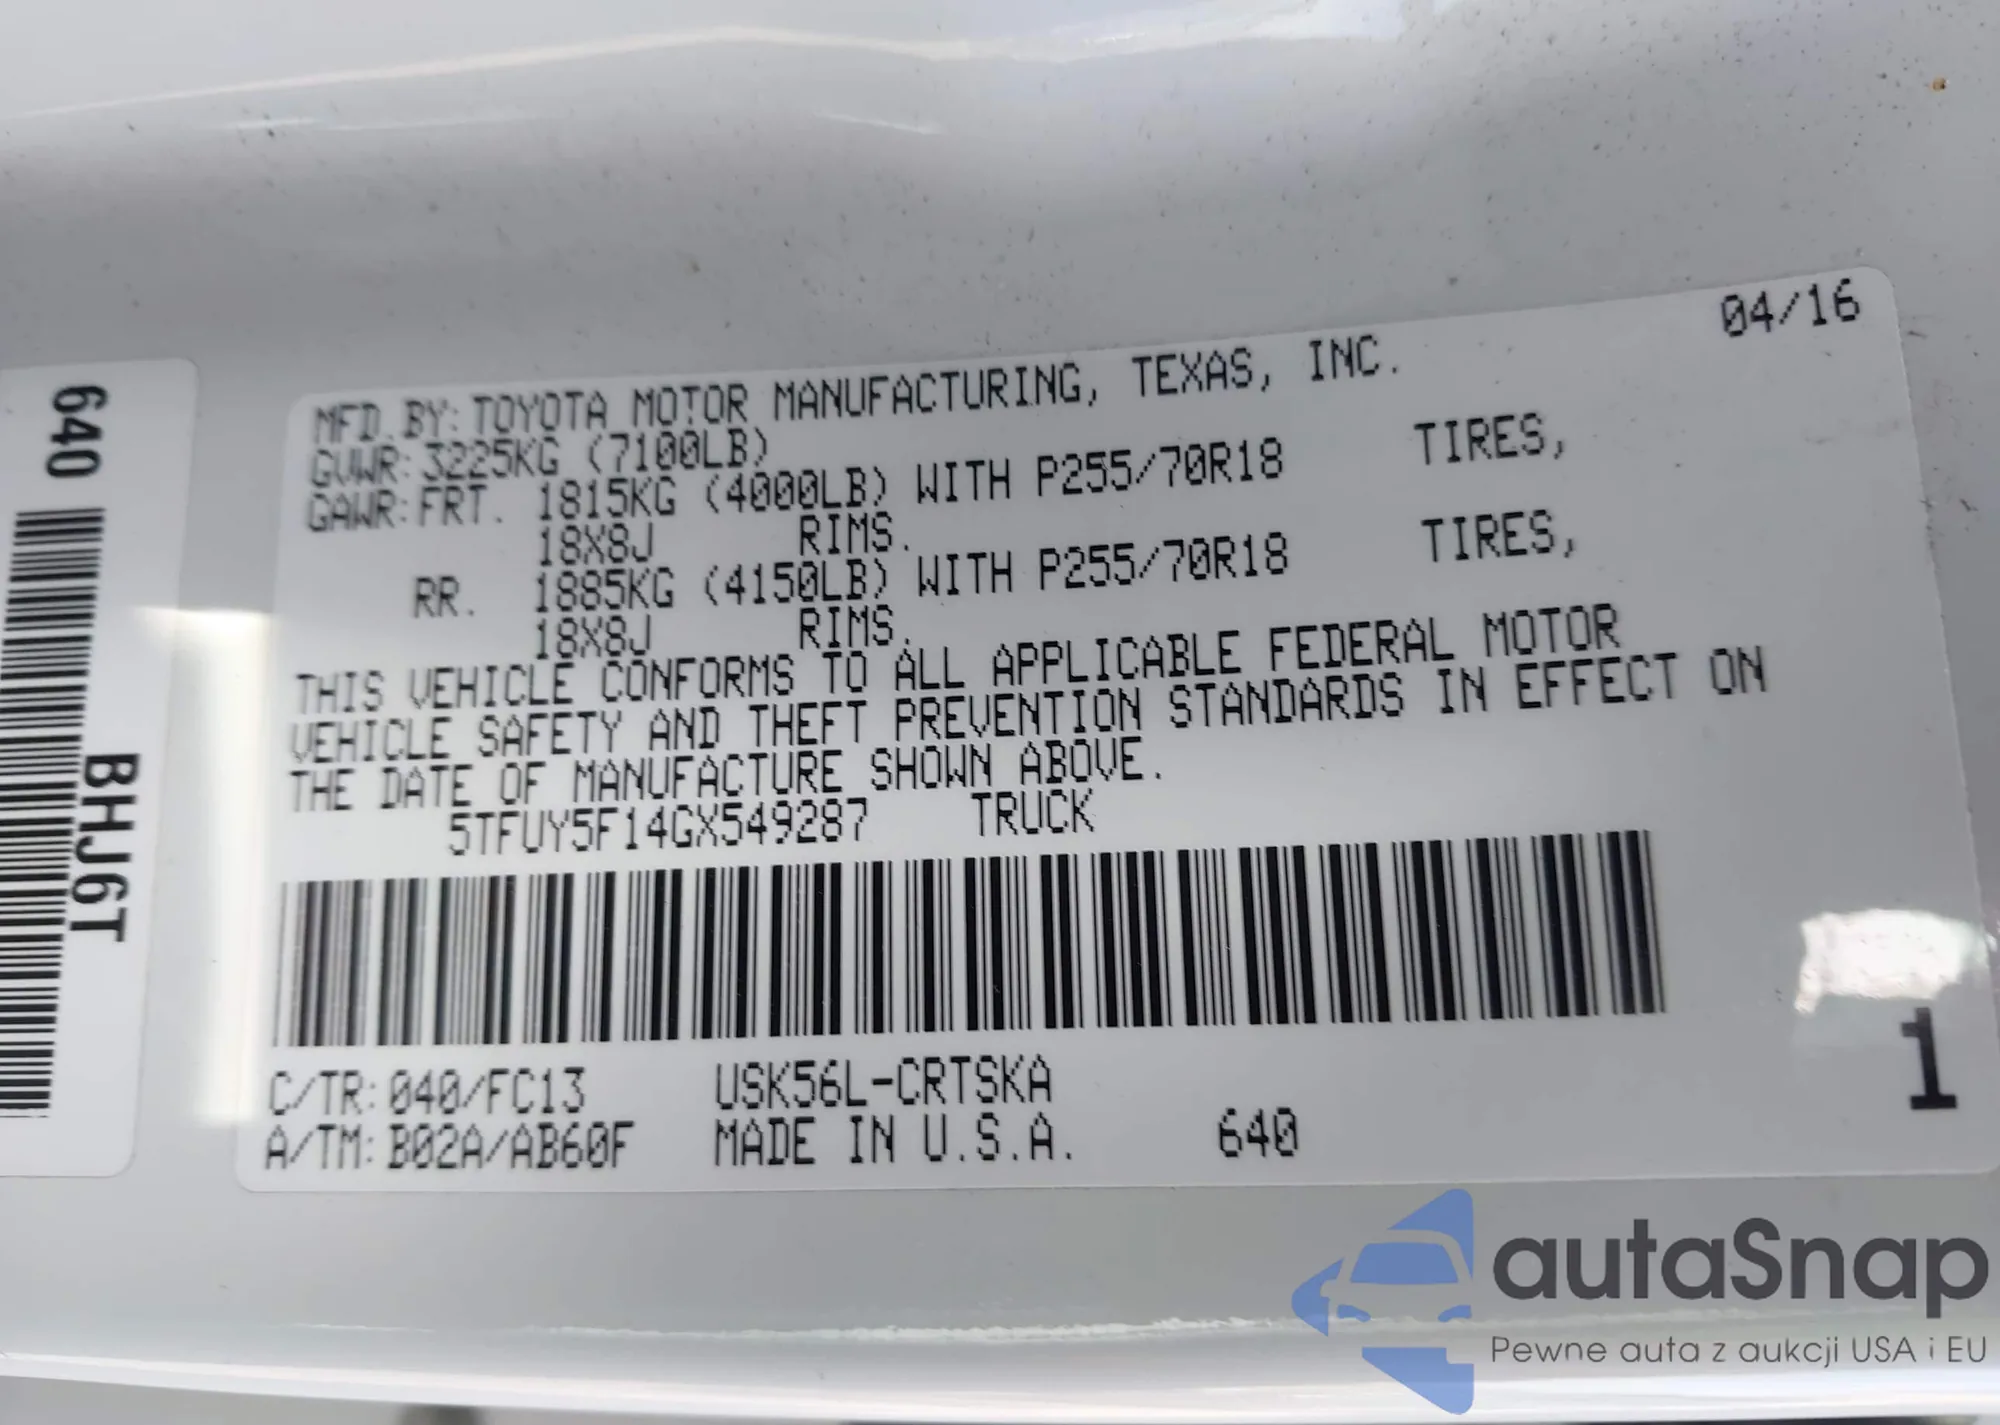 640
BHJ6T
04/16
MFD.BY:TOYOTA MOTOR MANUFACTURING, TEXAS, INC.
GVWR:3225KG (7100LB)
GAWR:FRT. 1815KG (4000LB) WITH P255/70R18 TIRES,
18X8J RIMS.
RR. 1885KG (4150LB) WITH P255/70R18 TIRES,
18X8J RIMS.
THIS VEHICLE CONFORMS TO ALL APPLICABLE FEDERAL MOTOR
VEHICLE SAFETY AND THEFT PREVENTION STANDARDS IN EFFECT ON
THE DATE OF MANUFACTURE SHOWN ABOVE.
5TFUY5F14GX549287 TRUCK
C/TR:040/FC13 USK56L-CRTSKA
A/TM:B02A/AB60F MADE IN U.S.A. 640
1
autaSnap
Pewne auta z aukcji USA i EU